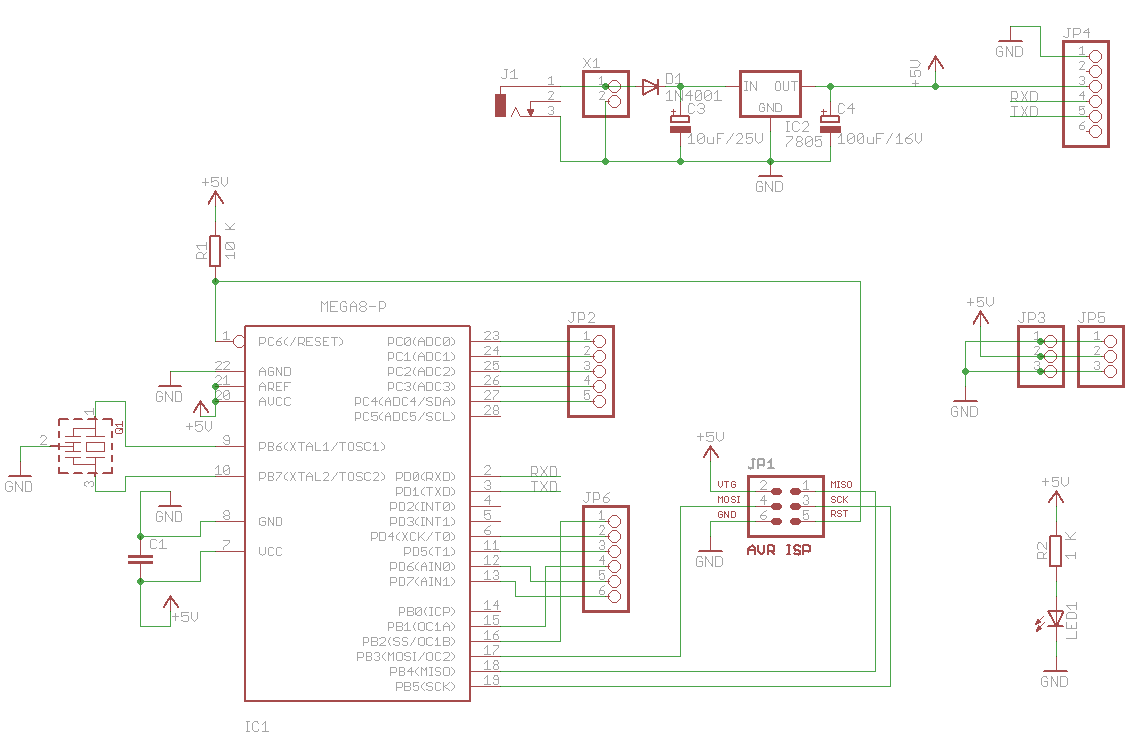 J1
1
2
3
X1
1
2
D1
1N4001
C3
10uF/25V
IN OUT
GND
IC2
7805
C4
100uF/16V
GND
+5V
GND
JP4
1
2
3
4
5
6
RXD
TXD
+5V
R1
10 K
MEGA8-P
1 PC6(/RESET)
22 AGND
21 AREF
20 AVCC
9 PB6(XTAL1/TOSC1)
10 PB7(XTAL2/TOSC2)
8 GND
7 VCC
PC0(ADC0) 23
PC1(ADC1) 24
PC2(ADC2) 25
PC3(ADC3) 26
PC4(ADC4/SDA) 27
PC5(ADC5/SCL) 28
PD0(RXD) 2
PD1(TXD) 3
PD2(INT0) 4
PD3(INT1) 5
PD4(XCK/T0) 6
PD5(T1) 11
PD6(AIN0) 12
PD7(AIN1) 13
PB0(ICP) 14
PB1(OC1A) 15
PB2(SS/OC1B) 16
PB3(MOSI/OC2) 17
PB4(MISO) 18
PB5(SCK) 19
IC1
GND
+5V
1
2
3
Q1
GND
GND
C1
+5V
JP2
1
2
3
4
5
RXD
TXD
JP6
1
2
3
4
5
6
+5V
JP1
VTG 2 1 MISO
MOSI 4 3 SCK
GND 6 5 RST
AVR ISP
GND
+5V
JP3
1
2
3
JP5
1
2
3
GND
+5V
R2
1 K
LED1
GND